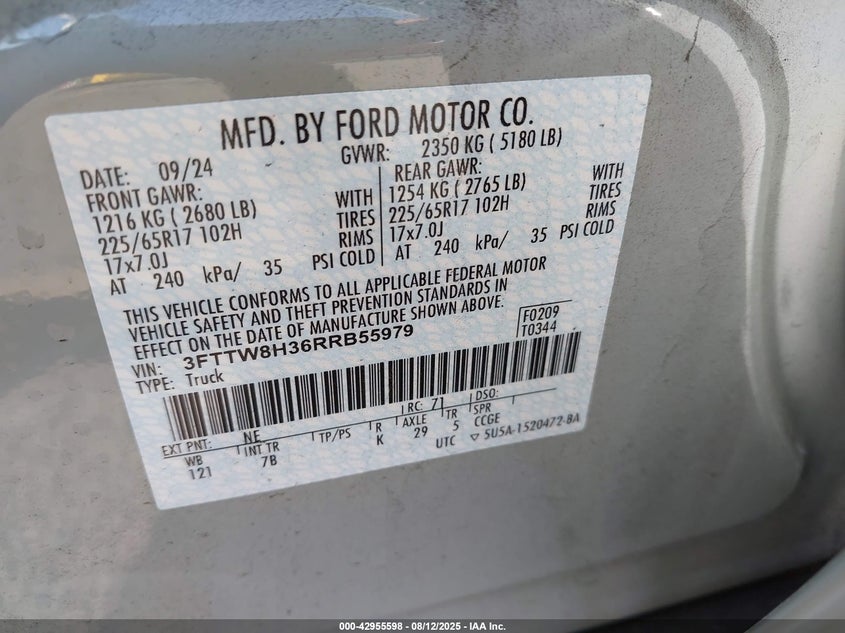 MFD. BY FORD MOTOR CO.
DATE: 09/24 GVWR: 2350 KG ( 5180 LB)
FRONT GAWR: REAR GAWR:
1216 KG ( 2680 LB) WITH 1254 KG ( 2765 LB) WITH
225/65R17 102H TIRES 225/65R17 102H TIRES
17x7.0J RIMS 17x7.0J RIMS
AT 240 kPa/ 35 PSI COLD AT 240 kPa/ 35 PSI COLD
THIS VEHICLE CONFORMS TO ALL APPLICABLE FEDERAL MOTOR
VEHICLE SAFETY AND THEFT PREVENTION STANDARDS IN
EFFECT ON THE DATE OF MANUFACTURE SHOWN ABOVE.
F0209
T0344
VIN: 3FTTW8H36RRB55979
TYPE: Truck
EXT PNT: NE RC: 71 DSO:
WB INT TR TP/PS R AXLE TR SPR
121 7B K 29 5 CCGE
UTC 5U5A-1520472-BA
000-42955598 - 08/12/2025 - IAA Inc.